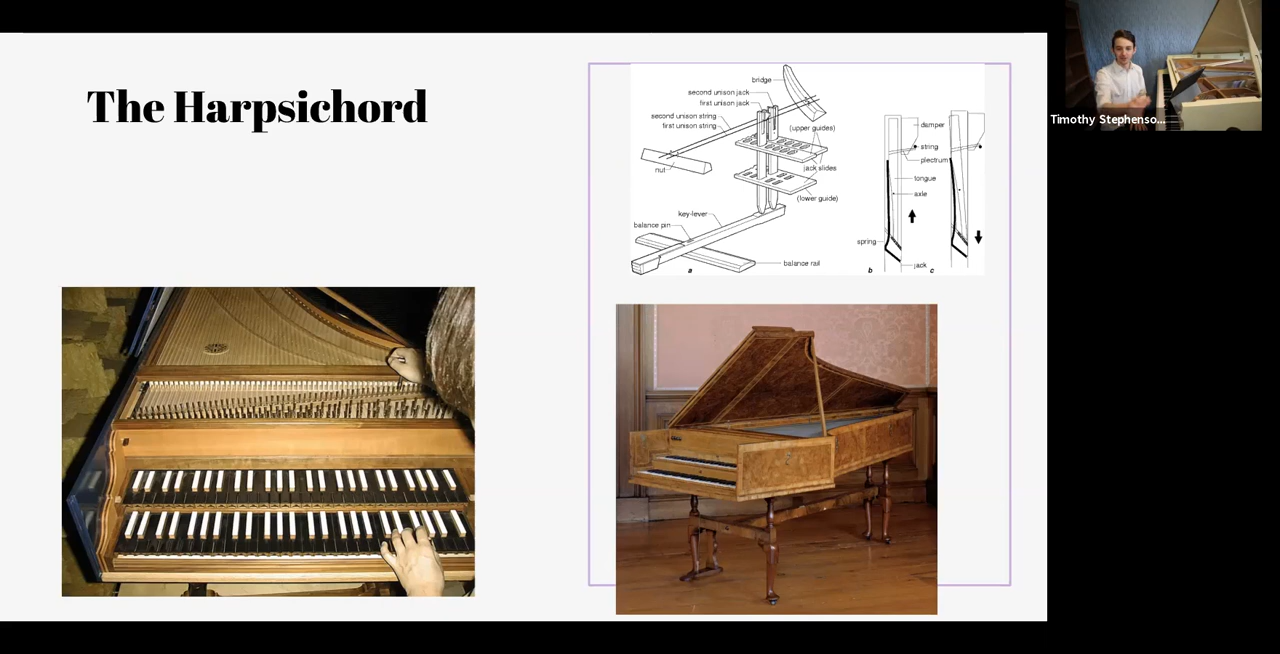 The Harpsichord
bridge
second unison jack
first unison jack
second unison string
first unison string
(upper guides)
nut
jack slides
(lower guide)
key-lever
balance pin
balance rail
a
damper
string
plectrum
tongue
axle
spring
jack
b
c
Timothy Stephenso...